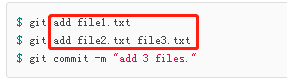 $ git add file1.txt
$ git add file2.txt file3.txt
$ git commit -m "add 3 files."